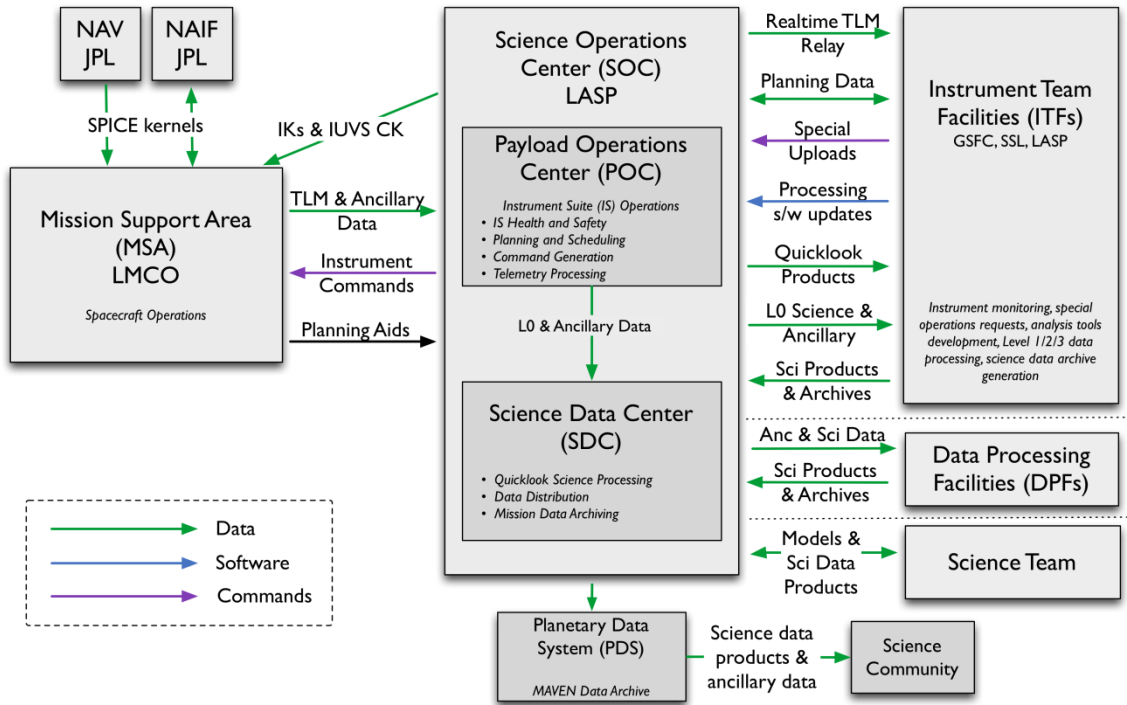 NAV
JPL
NAIF
JPL
SPICE kernels
Mission Support Area
(MSA)
LMCO
Spacecraft Operations
IKs & IUVS CK
TLM & Ancillary
Data
Instrument
Commands
Planning Aids
Science Operations
Center (SOC)
LASP
Payload Operations
Center (POC)
Instrument Suite (IS) Operations
• IS Health and Safety
• Planning and Scheduling
• Command Generation
• Telemetry Processing
L0 & Ancillary Data
Science Data Center
(SDC)
• Quicklook Science Processing
• Data Distribution
• Mission Data Archiving
Realtime TLM
Relay
Planning Data
Special
Uploads
Processing
s/w updates
Quicklook
Products
L0 Science &
Ancillary
Sci Products
& Archives
Instrument Team
Facilities (ITFs)
GSFC, SSL, LASP
Instrument monitoring, special
operations requests, analysis tools
development, Level 1/2/3 data
processing, science data archive
generation
Anc & Sci Data
Sci Products
& Archives
Data Processing
Facilities (DPFs)
Models &
Sci Data
Products
Science Team
Data
Software
Commands
Planetary Data
System (PDS)
MAVEN Data Archive
Science data
products &
ancillary data
Science
Community